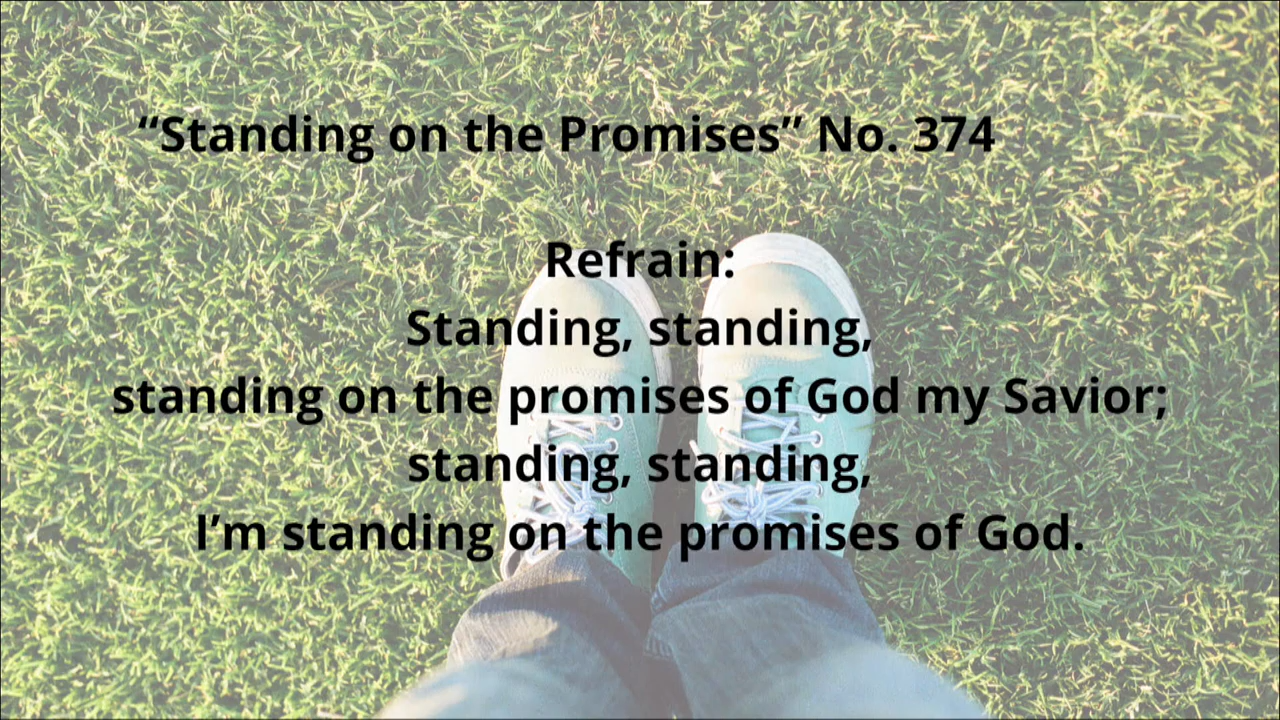 “Standing on the Promises” No. 374
Refrain:
Standing, standing,
standing on the promises of God my Savior;
standing, standing,
I’m standing on the promises of God.